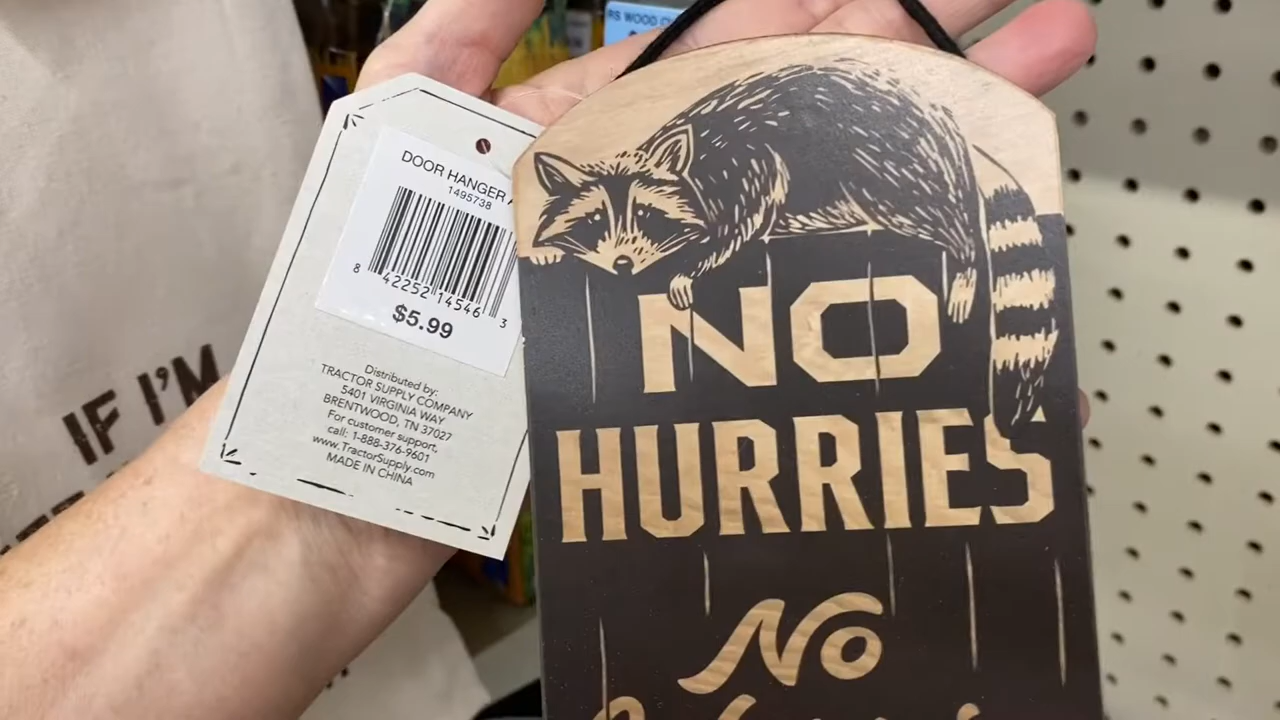 RS WOOD
DOOR HANGER A
1495738
8 42252 14546 3
$5.99
Distributed by:
TRACTOR SUPPLY COMPANY
5401 VIRGINIA WAY
BRENTWOOD, TN 37027
For customer support,
call: 1-888-376-9601
www.TractorSupply.com
MADE IN CHINA
NO
HURRIES
No
IF I'M